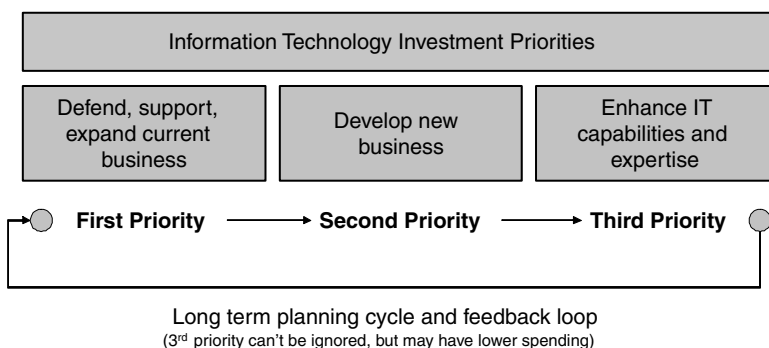 Information Technology Investment Priorities
Defend, support,
expand current
business
Develop new
business
Enhance IT
capabilities and
expertise
First Priority
Second Priority
Third Priority
Long term planning cycle and feedback loop
(3rd priority can't be ignored, but may have lower spending)